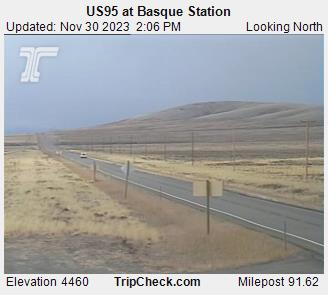 US95 at Basque Station
Updated: Nov 30 2023 2:06 PM Looking North
Elevation 4460 TripCheck.com Milepost 91.62